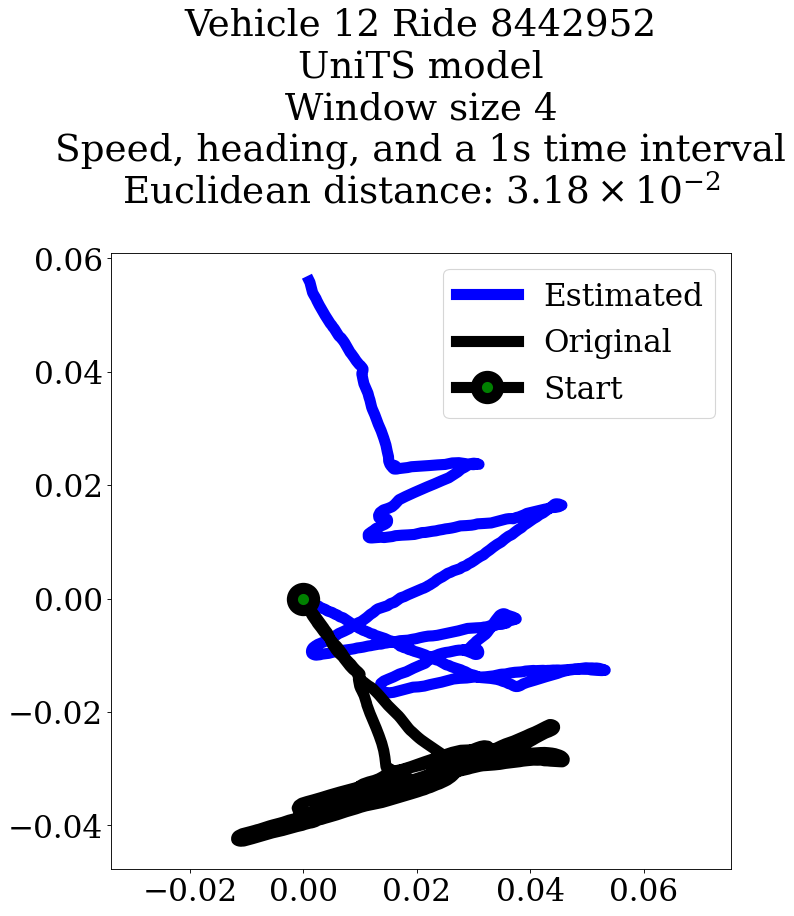 Vehicle 12 Ride 8442952
UniTS model
Window size 4
Speed, heading, and a 1s time interval
Euclidean distance: 3.18 × 10⁻²
0.06
Estimated
Original
Start
0.04
0.02
0.00
−0.02
−0.04
−0.02 0.00 0.02 0.04 0.06